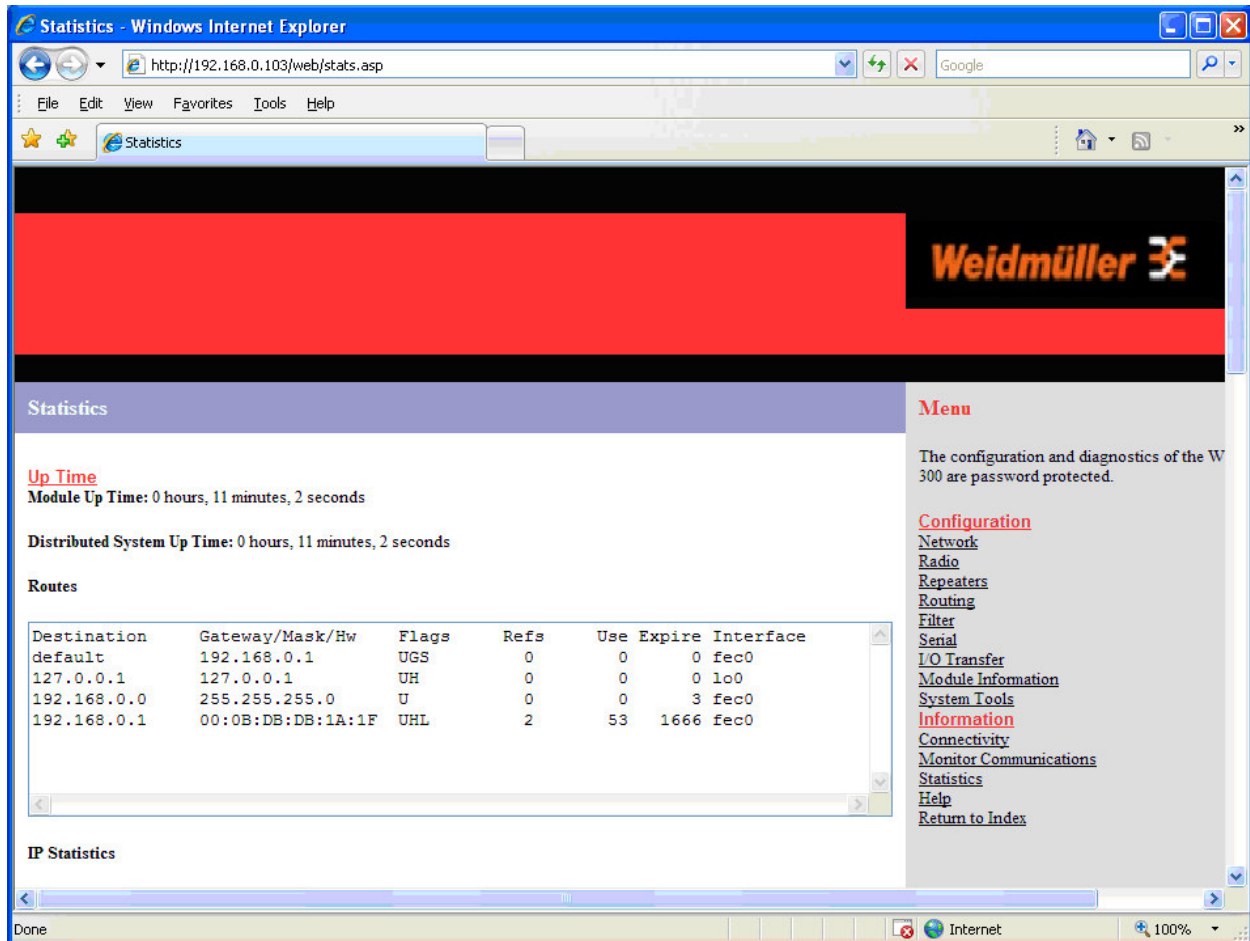 Statistics - Windows Internet Explorer
http://192.168.0.103/web/stats.asp
Google
File Edit View Favorites Tools Help
Statistics
Weidmüller
Statistics
Up Time
Module Up Time: 0 hours, 11 minutes, 2 seconds
Distributed System Up Time: 0 hours, 11 minutes, 2 seconds
Routes
Destination Gateway/Mask/Hw Flags Refs Use Expire Interface
default 192.168.0.1 UGS 0 0 0 fec0
127.0.0.1 127.0.0.1 UH 0 0 0 lo0
192.168.0.0 255.255.255.0 U 0 0 3 fec0
192.168.0.1 00:0B:DB:DB:1A:1F UHL 2 53 1666 fec0
IP Statistics
Menu
The configuration and diagnostics of the W
300 are password protected.
Configuration
Network
Radio
Repeaters
Routing
Filter
Serial
I/O Transfer
Module Information
System Tools
Information
Connectivity
Monitor Communications
Statistics
Help
Return to Index
Done
Internet
100%